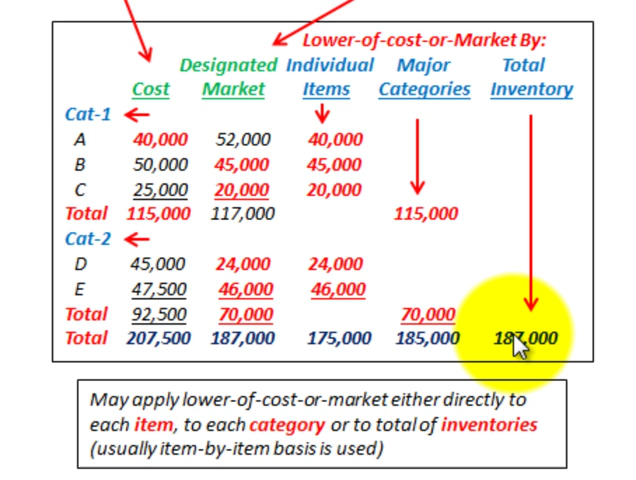 Lower-of-cost-or-Market By:
Designated Individual Major Total
Cost Market Items Categories Inventory
Cat-1
A 40,000 52,000 40,000
B 50,000 45,000 45,000
C 25,000 20,000 20,000
Total 115,000 117,000 115,000
Cat-2
D 45,000 24,000 24,000
E 47,500 46,000 46,000
Total 92,500 70,000 70,000
Total 207,500 187,000 175,000 185,000 187,000
May apply lower-of-cost-or-market either directly to
each item, to each category or to total of inventories
(usually item-by-item basis is used)